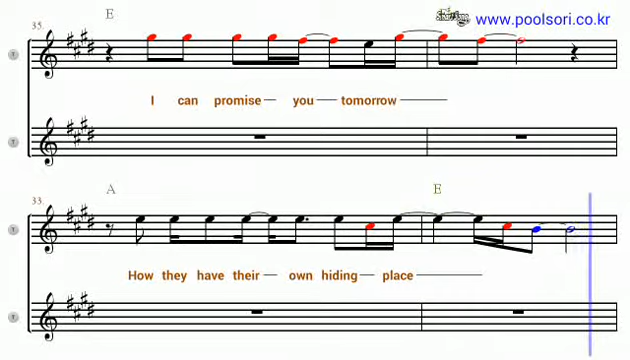 E
www.poolsori.co.kr
35
I can promise— you—tomorrow———
A
E
33
How they have their— own hiding— place————